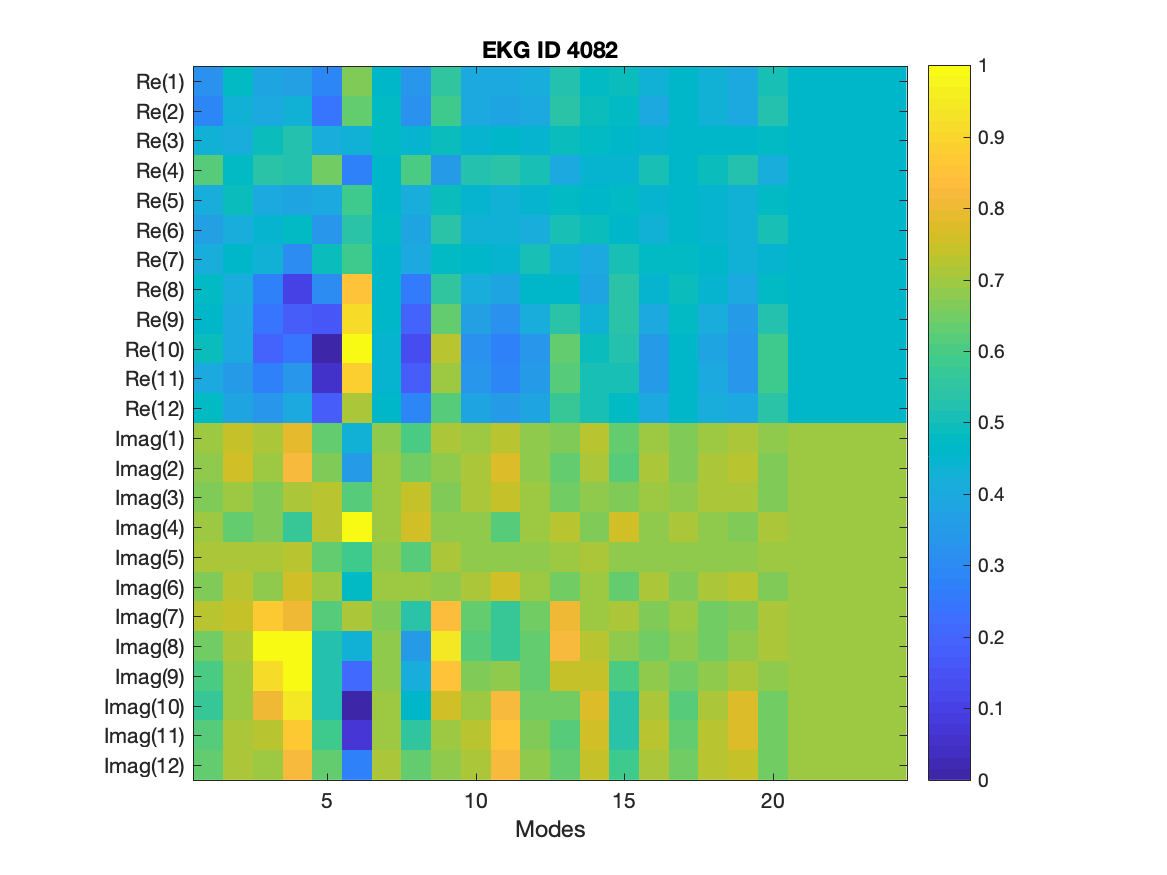 EKG ID 4082
Re(1)
Re(2)
Re(3)
Re(4)
Re(5)
Re(6)
Re(7)
Re(8)
Re(9)
Re(10)
Re(11)
Re(12)
Imag(1)
Imag(2)
Imag(3)
Imag(4)
Imag(5)
Imag(6)
Imag(7)
Imag(8)
Imag(9)
Imag(10)
Imag(11)
Imag(12)
5 10 15 20
Modes
1
0.9
0.8
0.7
0.6
0.5
0.4
0.3
0.2
0.1
0